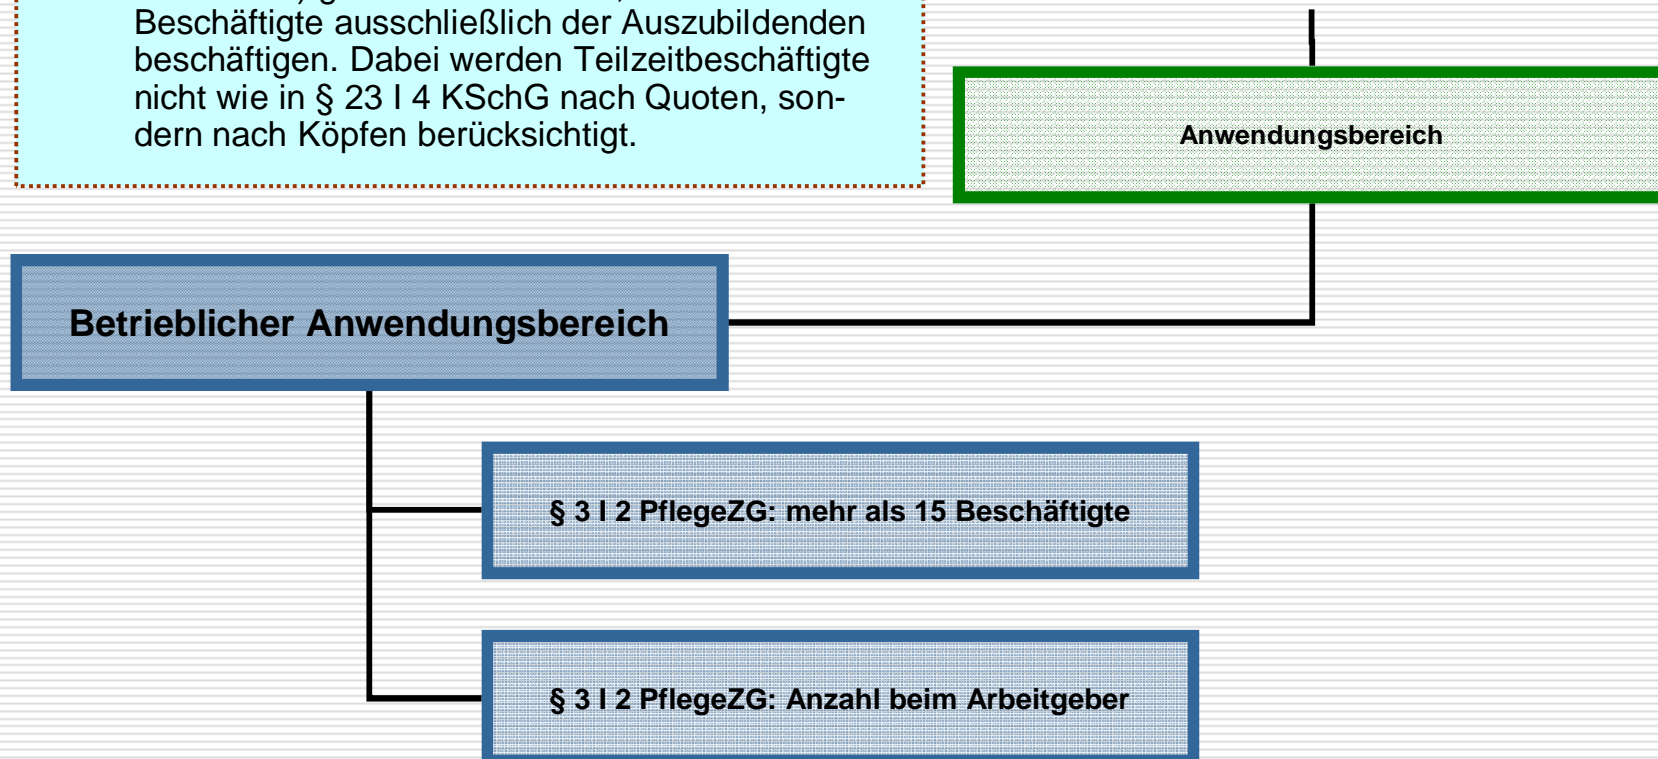 Beschäftigte ausschließlich der Auszubildenden
beschäftigen. Dabei werden Teilzeitbeschäftigte
nicht wie in § 23 I 4 KSchG nach Quoten, son-
dern nach Köpfen berücksichtigt.
Anwendungsbereich
Betrieblicher Anwendungsbereich
§ 3 I 2 PflegeZG: mehr als 15 Beschäftigte
§ 3 I 2 PflegeZG: Anzahl beim Arbeitgeber